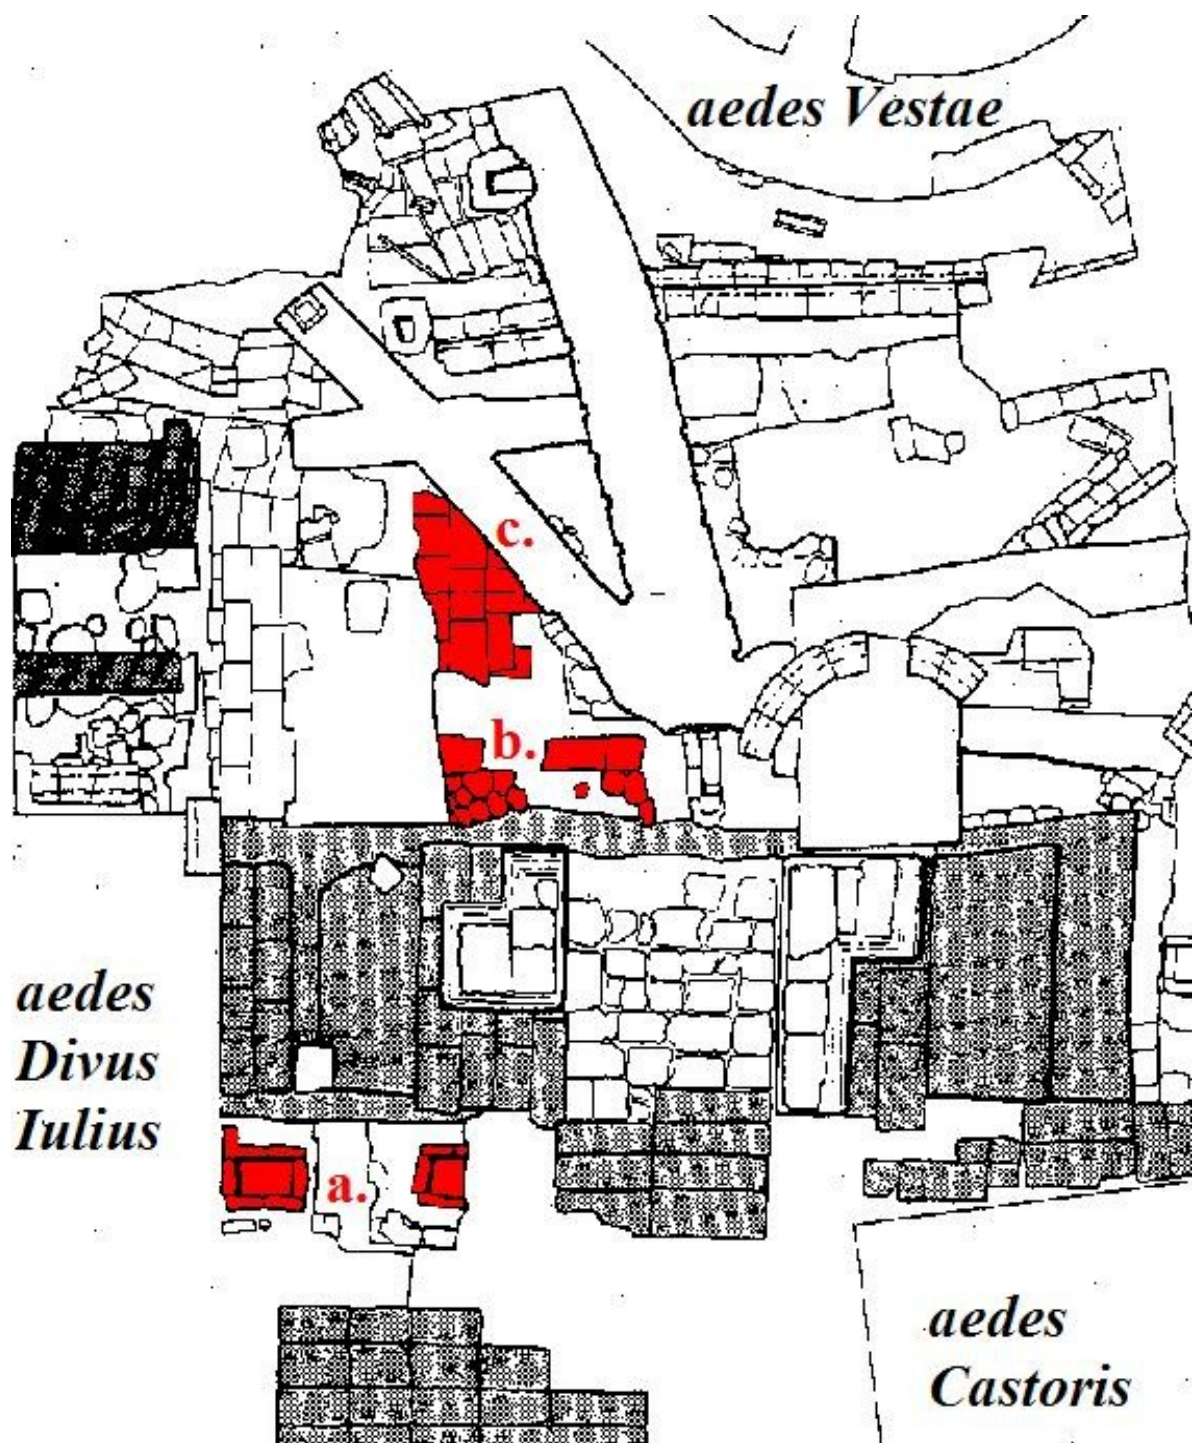 aedes Vestae
c.
b.
aedes
Divus
Iulius
a.
aedes
Castoris